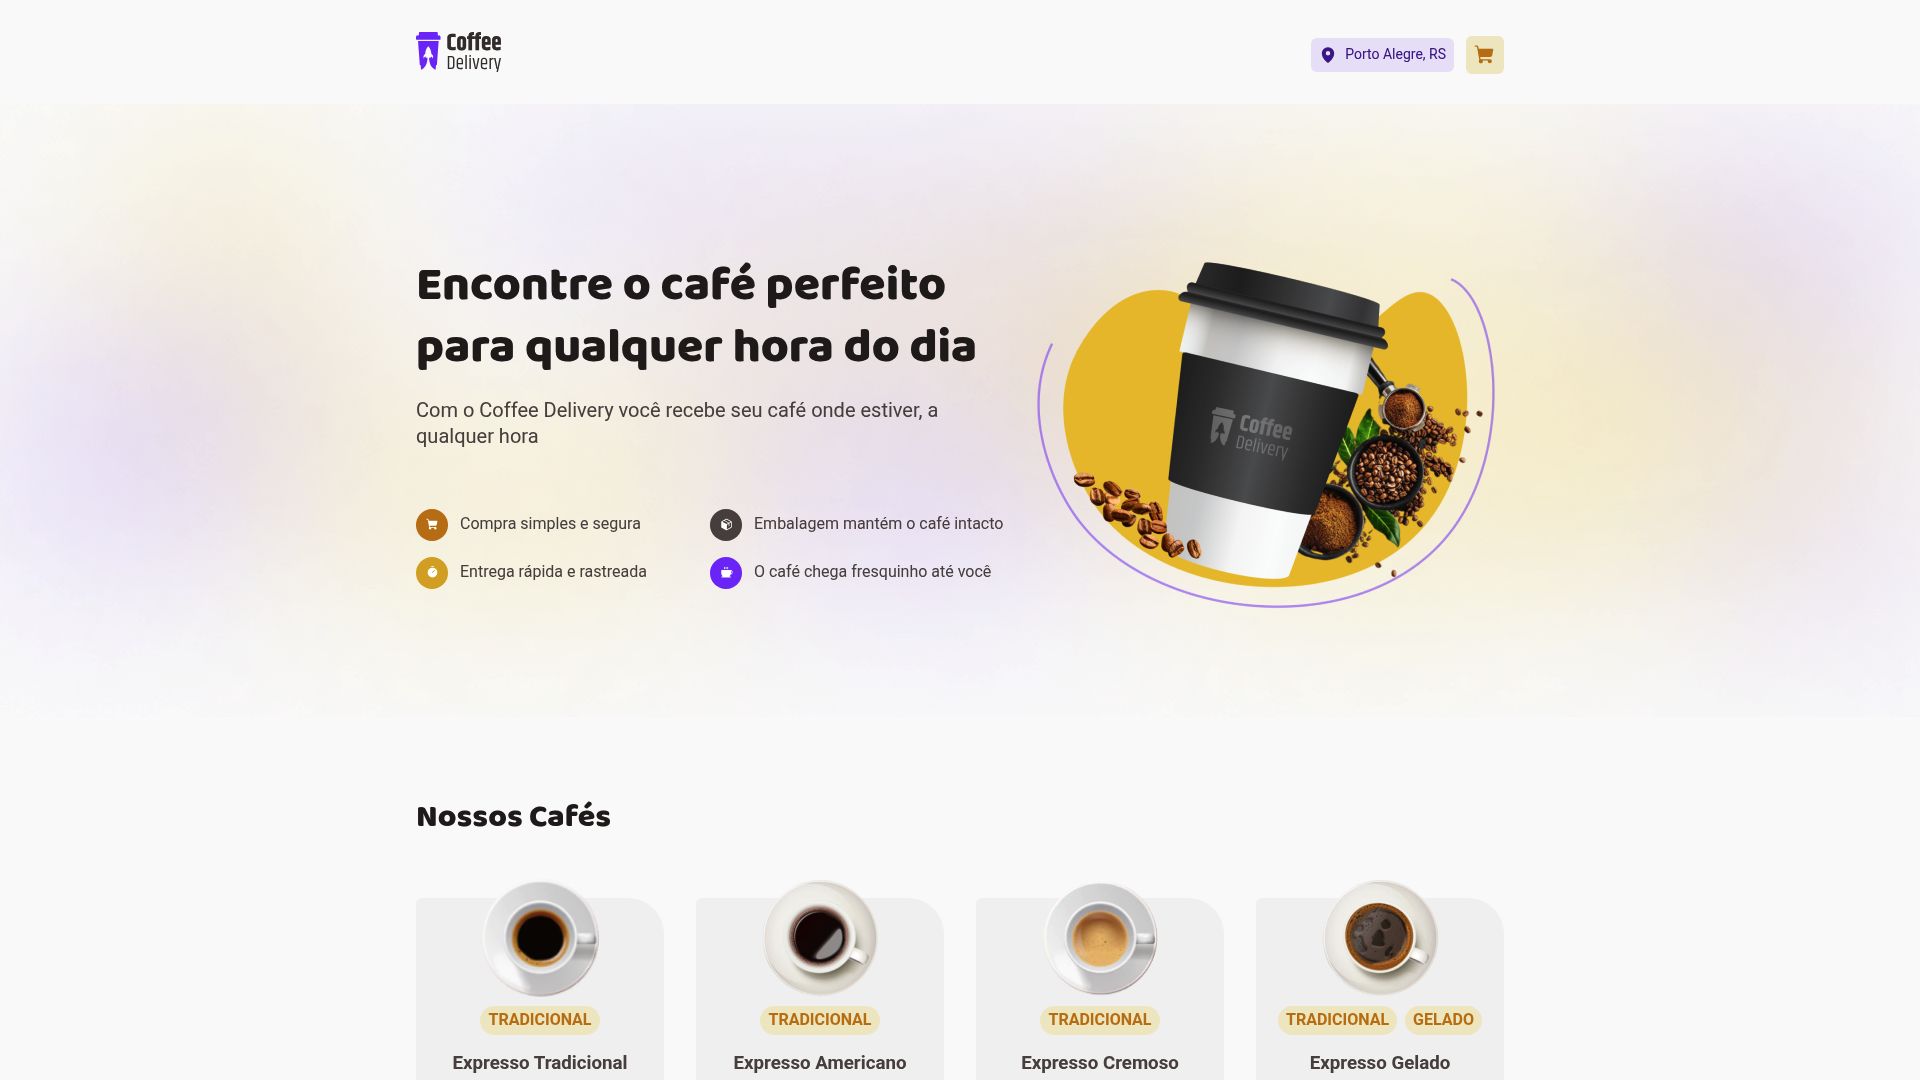 Coffee
Delivery
Porto Alegre, RS
Encontre o café perfeito
para qualquer hora do dia
Com o Coffee Delivery você recebe seu café onde estiver, a
qualquer hora
Compra simples e segura
Embalagem mantém o café intacto
Entrega rápida e rastreada
O café chega fresquinho até você
Coffee
Delivery
Nossos Cafés
TRADICIONAL
TRADICIONAL
TRADICIONAL
TRADICIONAL GELADO
Expresso Tradicional
Expresso Americano
Expresso Cremoso
Expresso Gelado